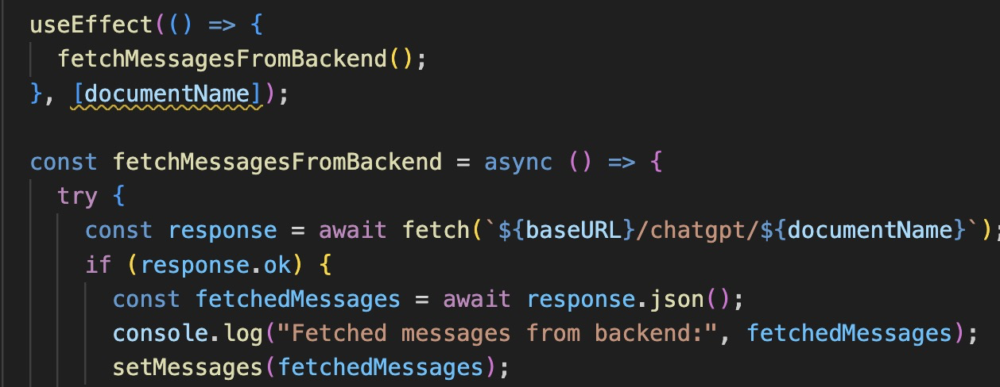 useEffect(() => {
fetchMessagesFromBackend();
}, [documentName]);
const fetchMessagesFromBackend = async () => {
try {
const response = await fetch(`${baseURL}/chatgpt/${documentName}`);
if (response.ok) {
const fetchedMessages = await response.json();
console.log("Fetched messages from backend:", fetchedMessages);
setMessages(fetchedMessages);